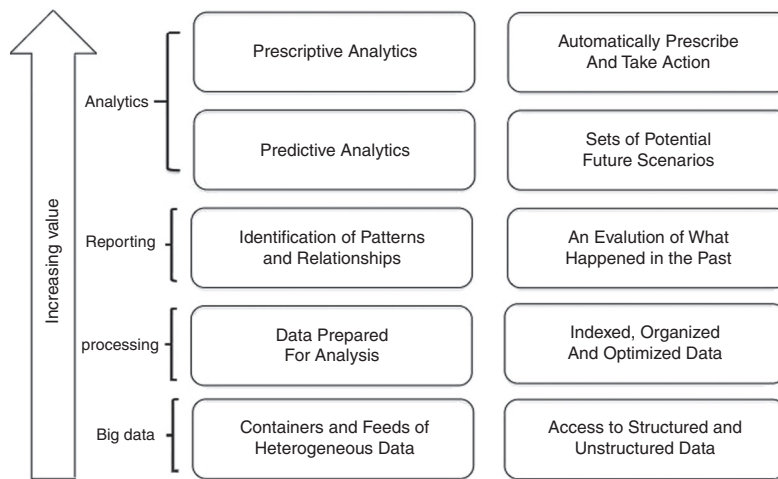 Prescriptive Analytics
Automatically Prescribe
And Take Action
Analytics
Predictive Analytics
Sets of Potential
Future Scenarios
Increasing value
Reporting
Identification of Patterns
and Relationships
An Evalution of What
Happened in the Past
processing
Data Prepared
For Analysis
Indexed, Organized
And Optimized Data
Big data
Containers and Feeds of
Heterogeneous Data
Access to Structured and
Unstructured Data